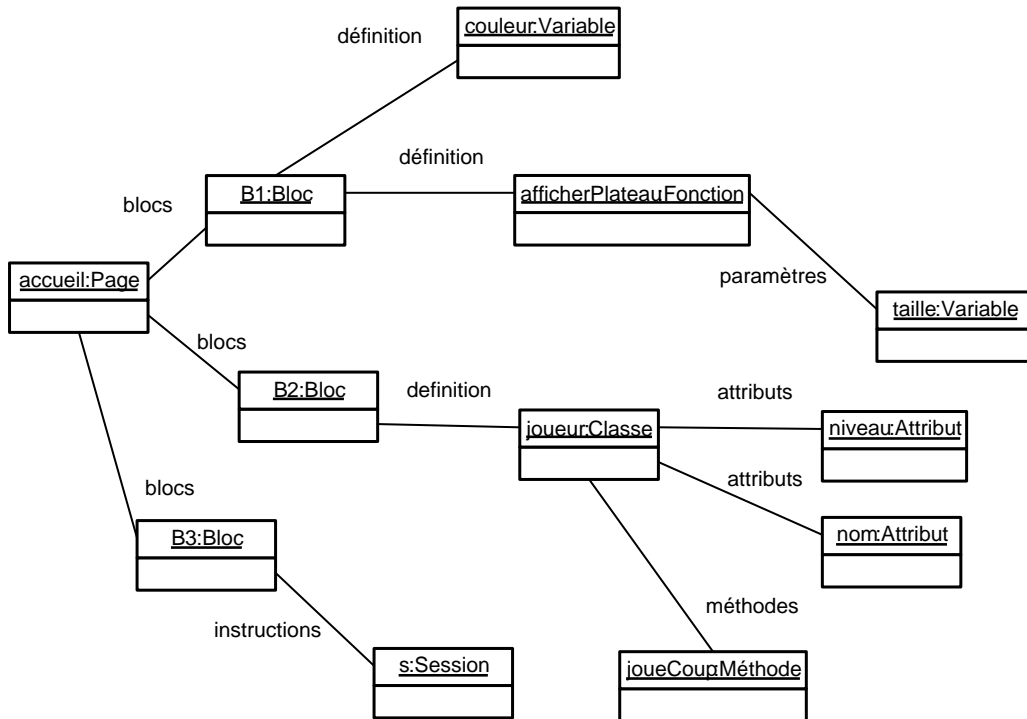 couleur:Variable
définition
définition
B1:Bloc
afficherPlateau:Fonction
blocs
accueil:Page
paramètres
taille:Variable
blocs
B2:Bloc
definition
attributs
joueur:Classe
niveau:Attribut
attributs
blocs
B3:Bloc
nom:Attribut
méthodes
instructions
s:Session
joueCoup:Méthode